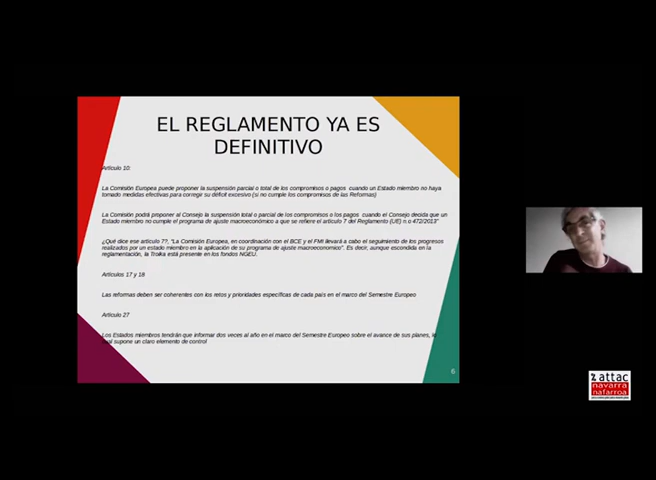 EL REGLAMENTO YA ES
DEFINITIVO
Artículo 10:
La Comisión Europea puede proponer la suspensión parcial o total de los compromisos o pagos cuando un Estado miembro no haya
tomado medidas efectivas para corregir su déficit excesivo (si no cumple los compromisos de las Reformas)
La Comisión podrá proponer al Consejo la suspensión total o parcial de los compromisos o los pagos cuando el Consejo decida que un
Estado miembro no cumple el programa de ajuste macroeconómico a que se refiere el artículo 7 del Reglamento (UE) n.o 472/2013"
¿Qué dice ese artículo 7?, "La Comisión Europea, en coordinación con el BCE y el FMI llevará a cabo el seguimiento de los progresos
realizados por un estado miembro en la aplicación de su programa de ajuste macroeconomico". Es decir, aunque escondida en la
reglamentación, la Troika está presente en los fondos NGEU.
Artículos 17 y 18
Las reformas deben ser coherentes con los retos y prioridades específicas de cada país en el marco del Semestre Europeo
Artículo 27
Los Estados miembros tendrán que informar dos veces al año en el marco del Semestre Europeo sobre el avance de sus planes, lo
cual supone un claro elemento de control
6
attac
navarra
nafarroa